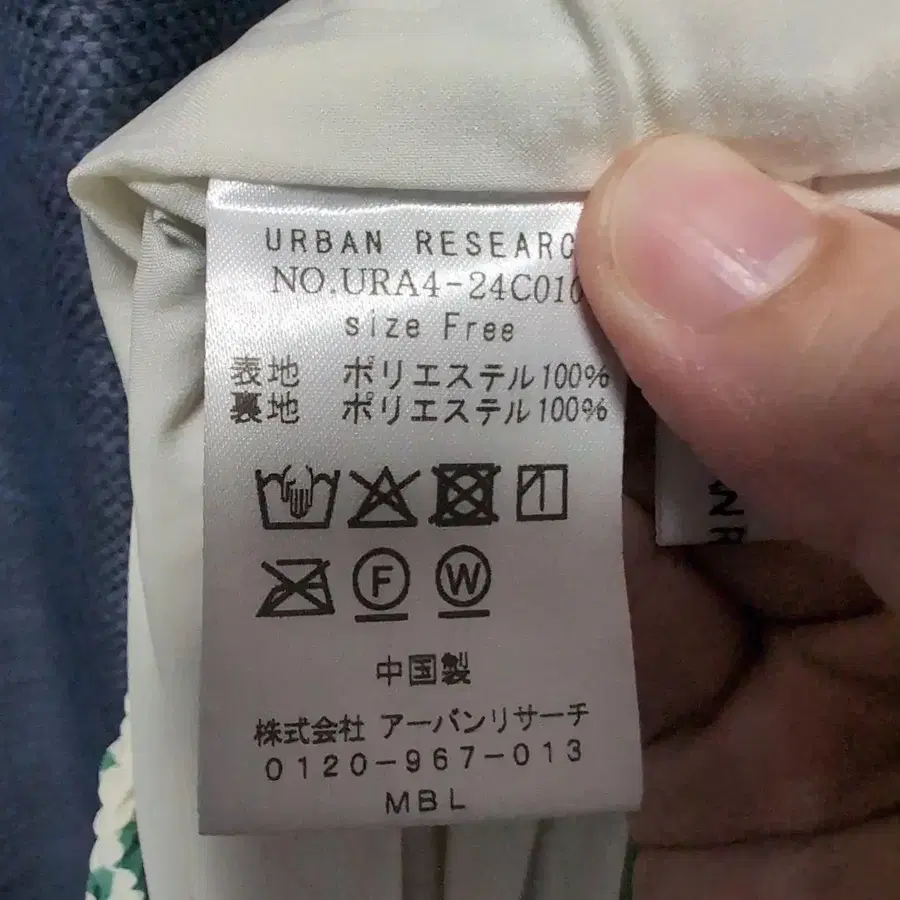 URBAN RESEARC
NO.URA4-24C010
size Free
表地 ポリエステル100%
裏地 ポリエステル100%
F W
中国製
株式会社 アーバンリサーチ
0120-967-013
MBL